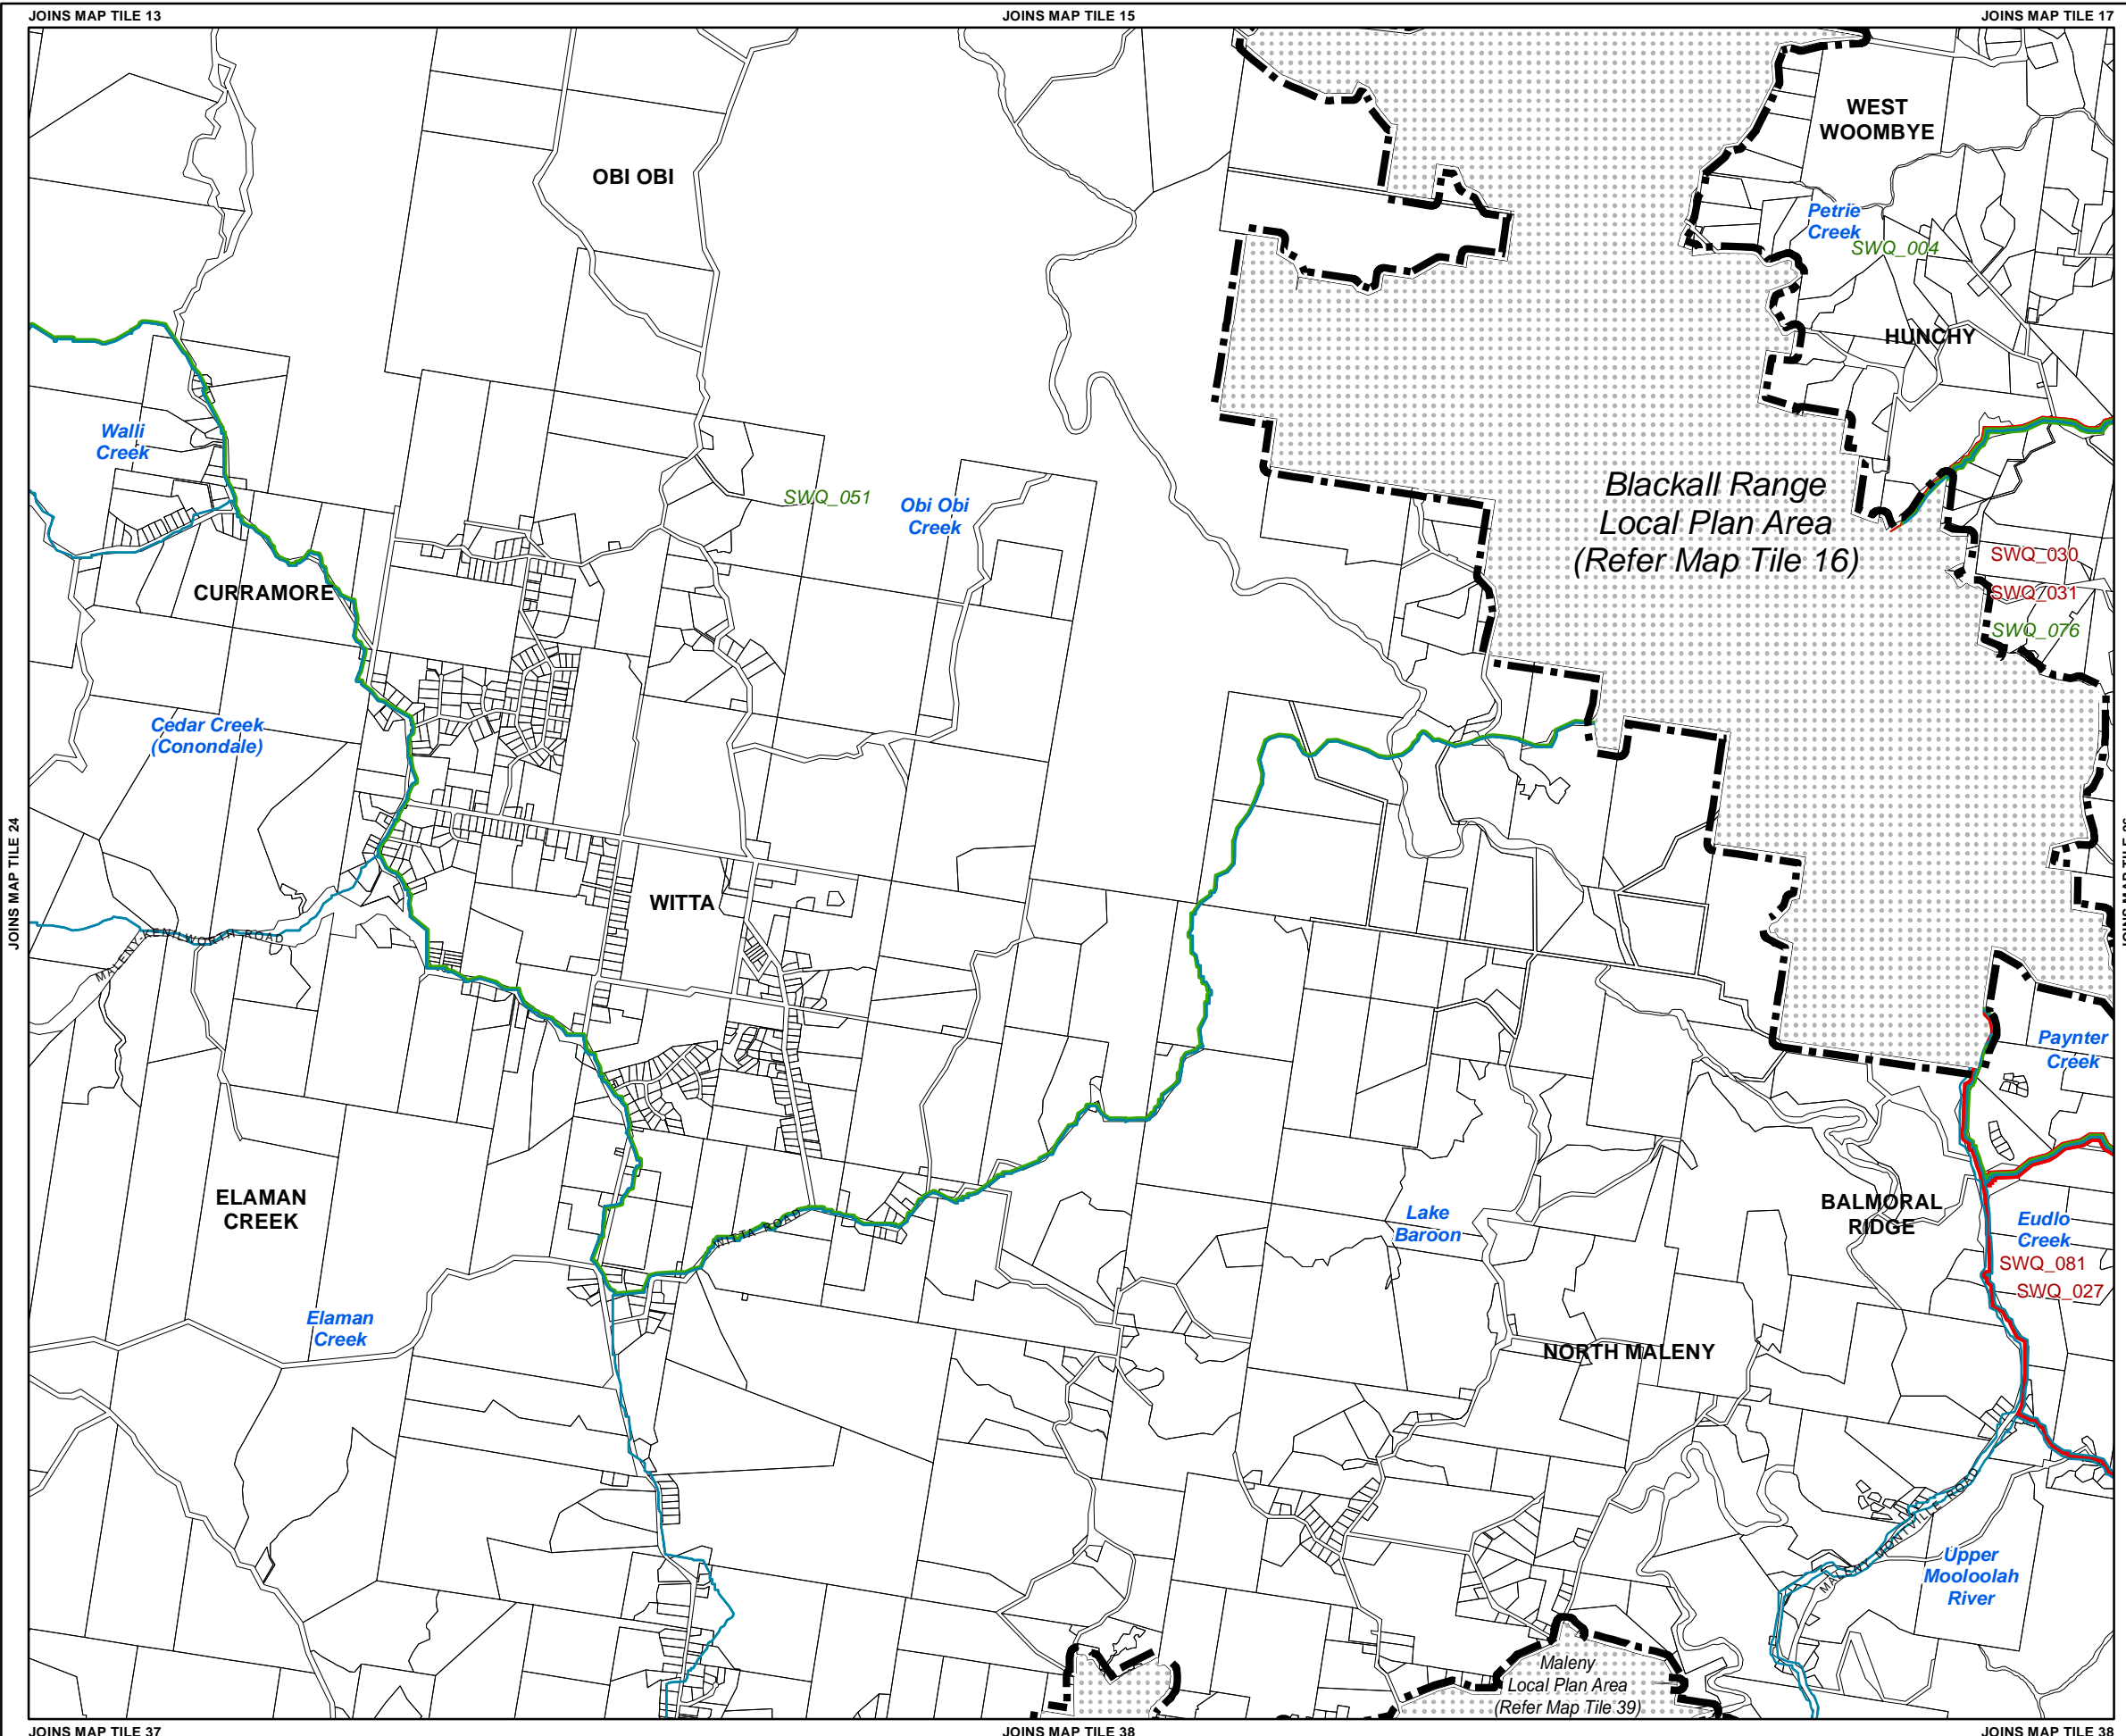 JOINS MAP TILE 13
JOINS MAP TILE 15
JOINS MAP TILE 17
WEST
WOOMBYE
OBI OBI
Petrie
Creek
SWQ_004
HUNCHY
Walli
Creek
SWQ_051
Obi Obi
Creek
Blackall Range
Local Plan Area
(Refer Map Tile 16)
SWQ_030
SWQ_031
SWQ_076
CURRAMORE
Cedar Creek
(Conondale)
JOINS MAP TILE 24
WITTA
MALENY-KENILWORTH ROAD
Paynter
Creek
ELAMAN
CREEK
WITTA ROAD
Lake
Baroon
BALMORAL
RIDGE
Eudlo
Creek
SWQ_081
SWQ_027
Elaman
Creek
NORTH MALENY
MALENY MONTVILLE ROAD
Upper
Mooloolah
River
Maleny
Local Plan Area
(Refer Map Tile 39)
JOINS MAP TILE 37
JOINS MAP TILE 38
JOINS MAP TILE 38